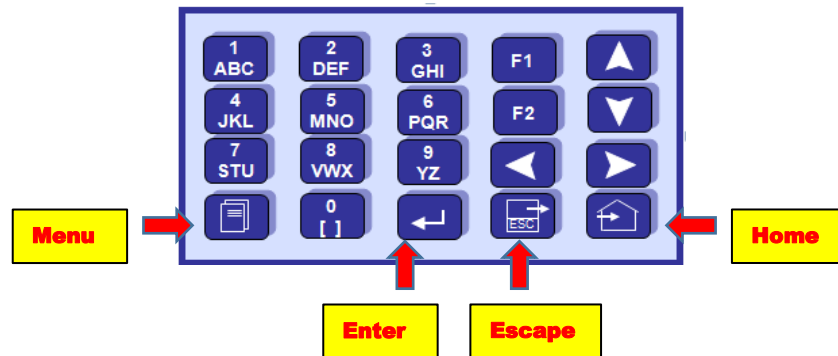 1
ABC
2
DEF
3
GHI
F1
4
JKL
5
MNO
6
PQR
F2
7
STU
8
VWX
9
YZ
0
[ ]
ESC
Menu
Home
Enter
Escape